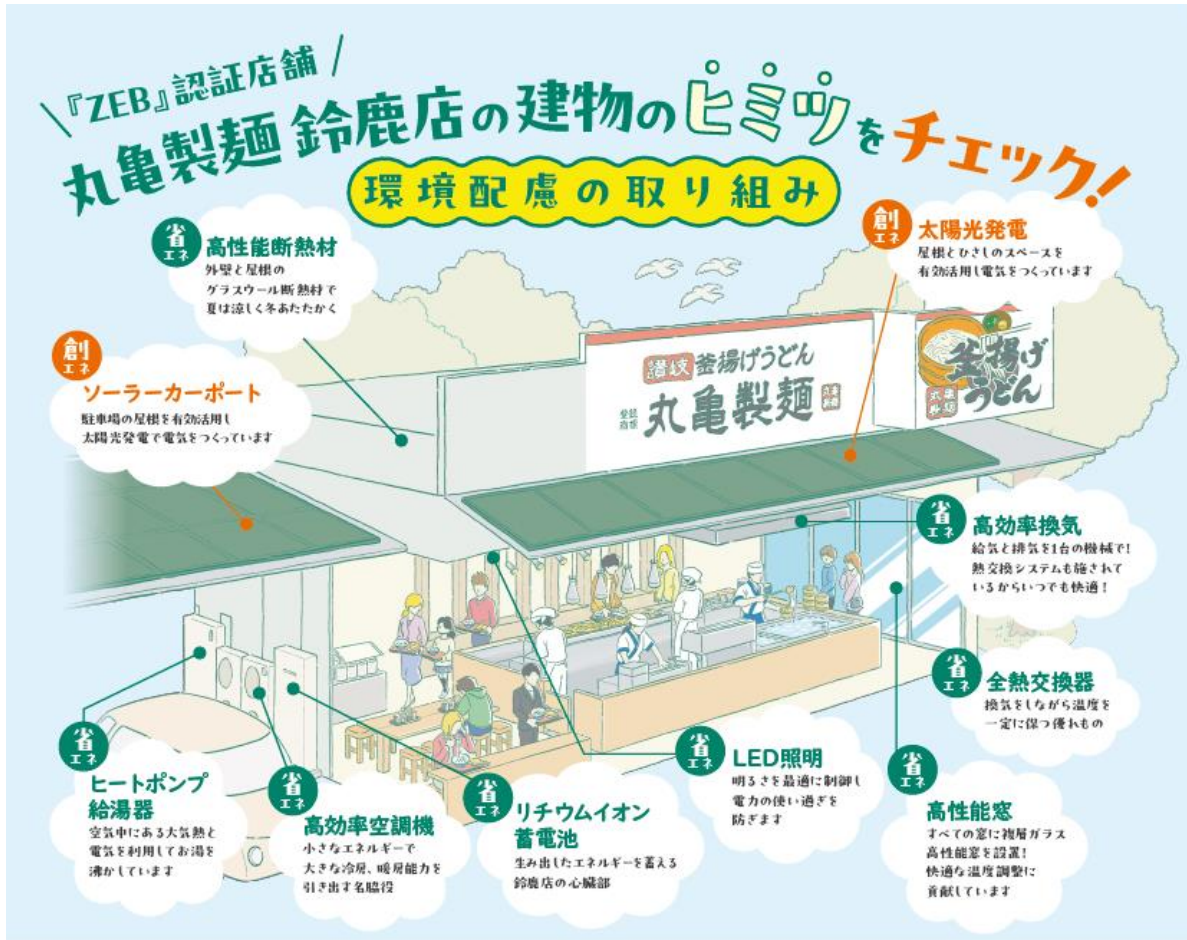 『ZEB』認証店舗
丸亀製麺 鈴鹿店の建物のヒミツをチェック!
環境配慮の取り組み
省エネ
高性能断熱材
外壁と屋根の
グラスウール断熱材で
夏は涼しく冬あたたかく
創エネ
太陽光発電
屋根とひさしのスペースを
有効活用し電気をつくっています
創エネ
ソーラーカーポート
駐車場の屋根を有効活用し
太陽光発電で電気をつくっています
讃岐 釜揚げうどん
丸亀製麺
釜揚げ
うどん
省エネ
高効率換気
給気と排気を1台の機械で!
熱交換システムも施されて
いるからいつでも快適!
省エネ
全熱交換器
換気をしながら温度を
一定に保つ優れもの
省エネ
ヒートポンプ
給湯器
空気中にある大気熱と
電気を利用してお湯を
沸かしています
省エネ
高効率空調機
小さなエネルギーで
大きな冷房、暖房能力を
引き出す名脇役
省エネ
リチウムイオン
蓄電池
生み出したエネルギーを蓄える
鈴鹿店の心臓部
省エネ
LED照明
明るさを最適に制御し
電力の使い過ぎを
防ぎます
省エネ
高性能窓
すべての窓に複層ガラス
高性能窓を設置!
快適な温度調整に
貢献しています